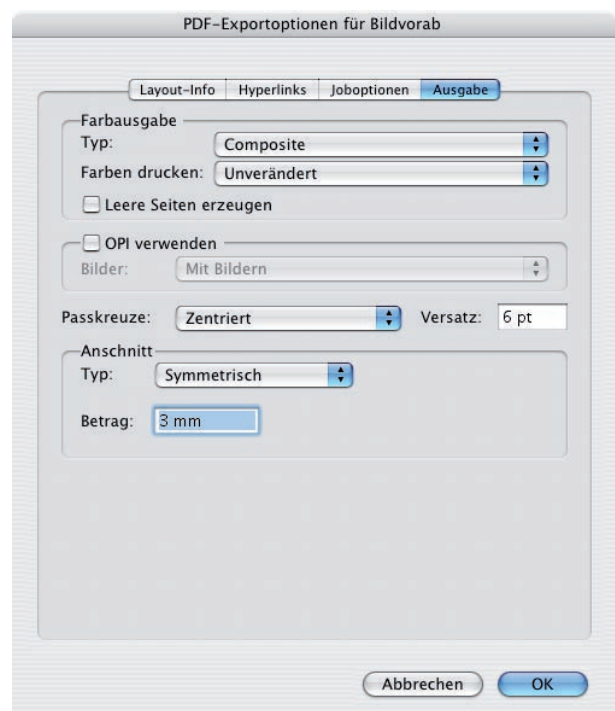 PDF-Exportoptionen für Bildvorab
Layout-Info Hyperlinks Joboptionen Ausgabe
Farbausgabe
Typ: Composite
Farben drucken: Unverändert
Leere Seiten erzeugen
OPI verwenden
Bilder: Mit Bildern
Passkreuze: Zentriert Versatz: 6 pt
Anschnitt
Typ: Symmetrisch
Betrag: 3 mm
Abbrechen OK